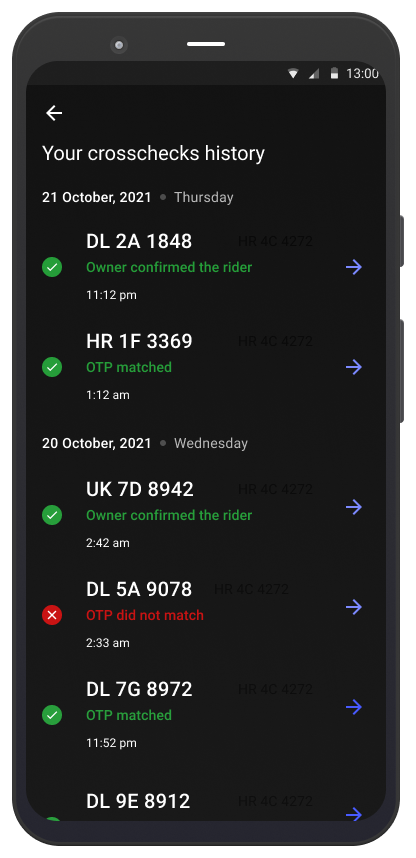 13:00
Your crosschecks history
21 October, 2021 • Thursday
DL 2A 1848 HR 4C 4272
Owner confirmed the rider
11:12 pm
HR 1F 3369 HR 4C 4272
OTP matched
1:12 am
20 October, 2021 • Wednesday
UK 7D 8942 HR 4C 4272
Owner confirmed the rider
2:42 am
DL 5A 9078 HR 4C 4272
OTP did not match
2:33 am
DL 7G 8972 HR 4C 4272
OTP matched
11:52 pm
DL 9E 8912 HR 4C 4272